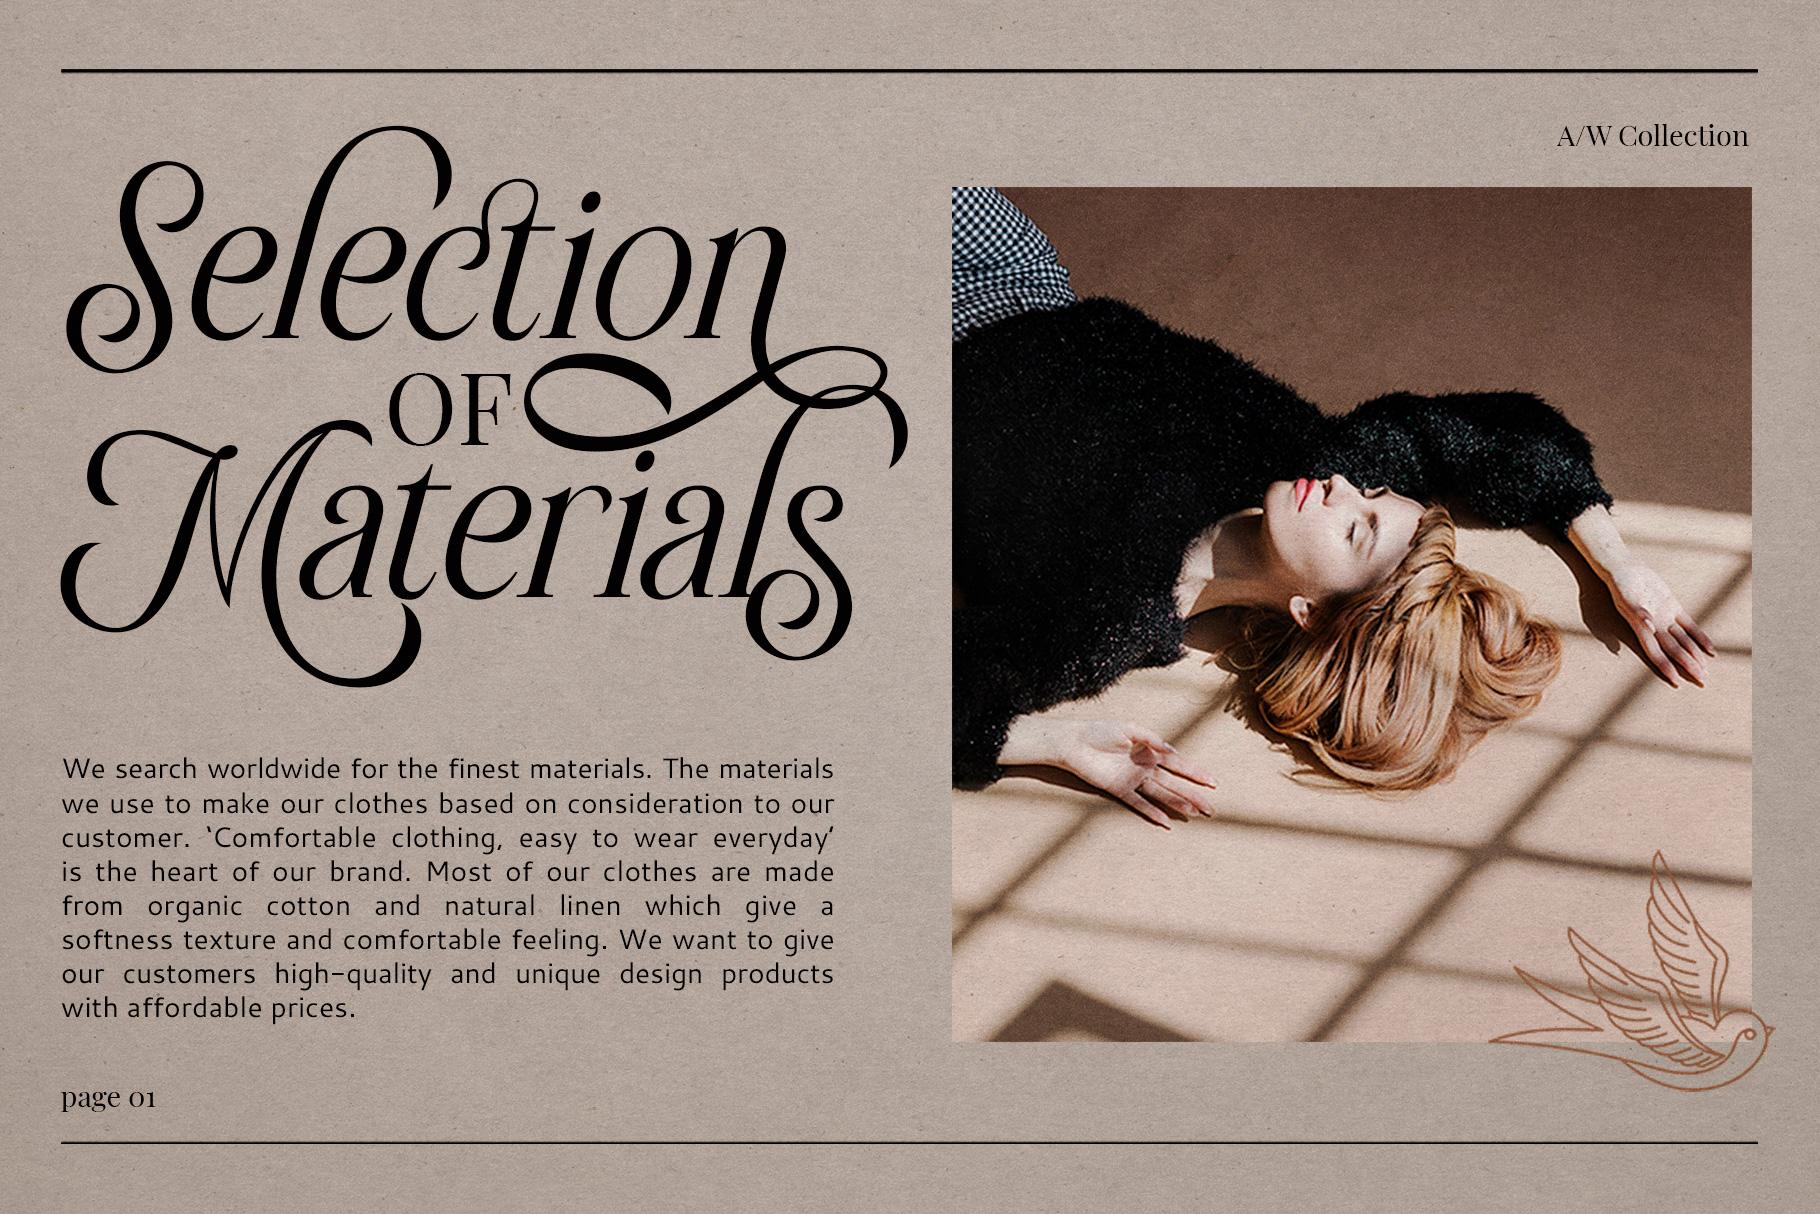 A/W Collection
Selection
OF
Materials
We search worldwide for the finest materials. The materials
we use to make our clothes based on consideration to our
customer. ‘Comfortable clothing, easy to wear everyday’
is the heart of our brand. Most of our clothes are made
from organic cotton and natural linen which give a
softness texture and comfortable feeling. We want to give
our customers high-quality and unique design products
with affordable prices.
page 01